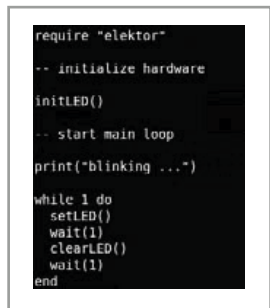 require "elektor"
-- initialize hardware
initLED()
-- start main loop
print("blinking ...")
while 1 do
setLED()
wait(1)
clearLED()
wait(1)
end